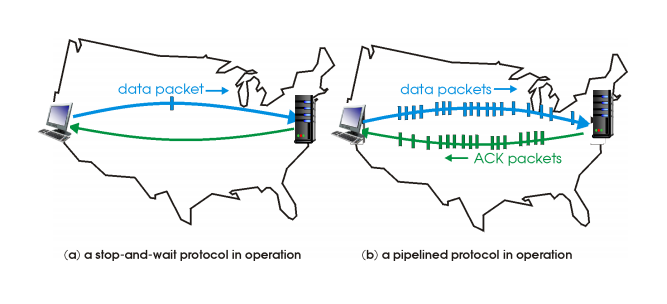 data packet
data packets
ACK packets
(a) a stop-and-wait protocol in operation
(b) a pipelined protocol in operation